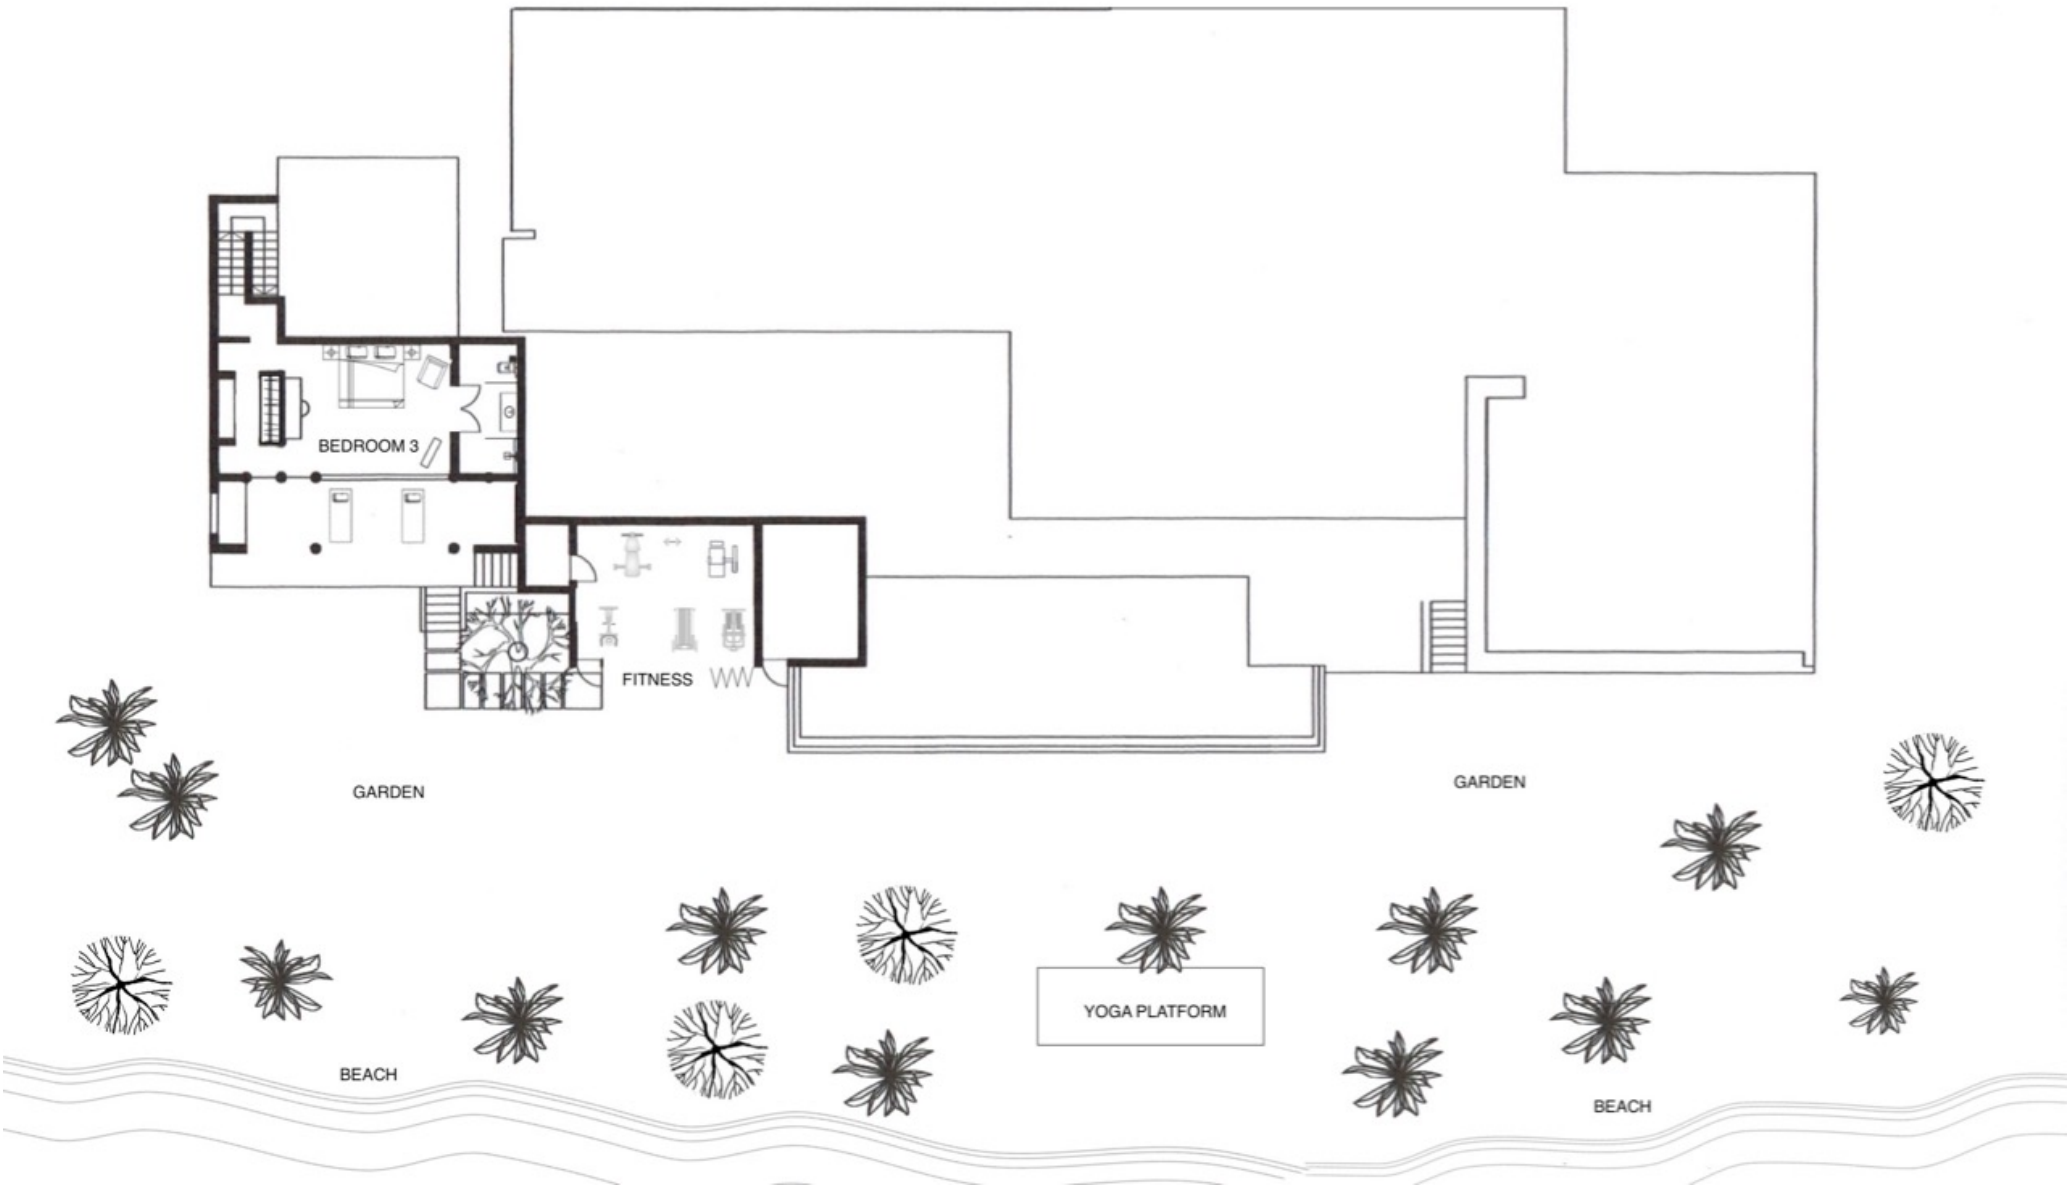 BEDROOM 3
FITNESS
GARDEN
GARDEN
YOGA PLATFORM
BEACH
BEACH